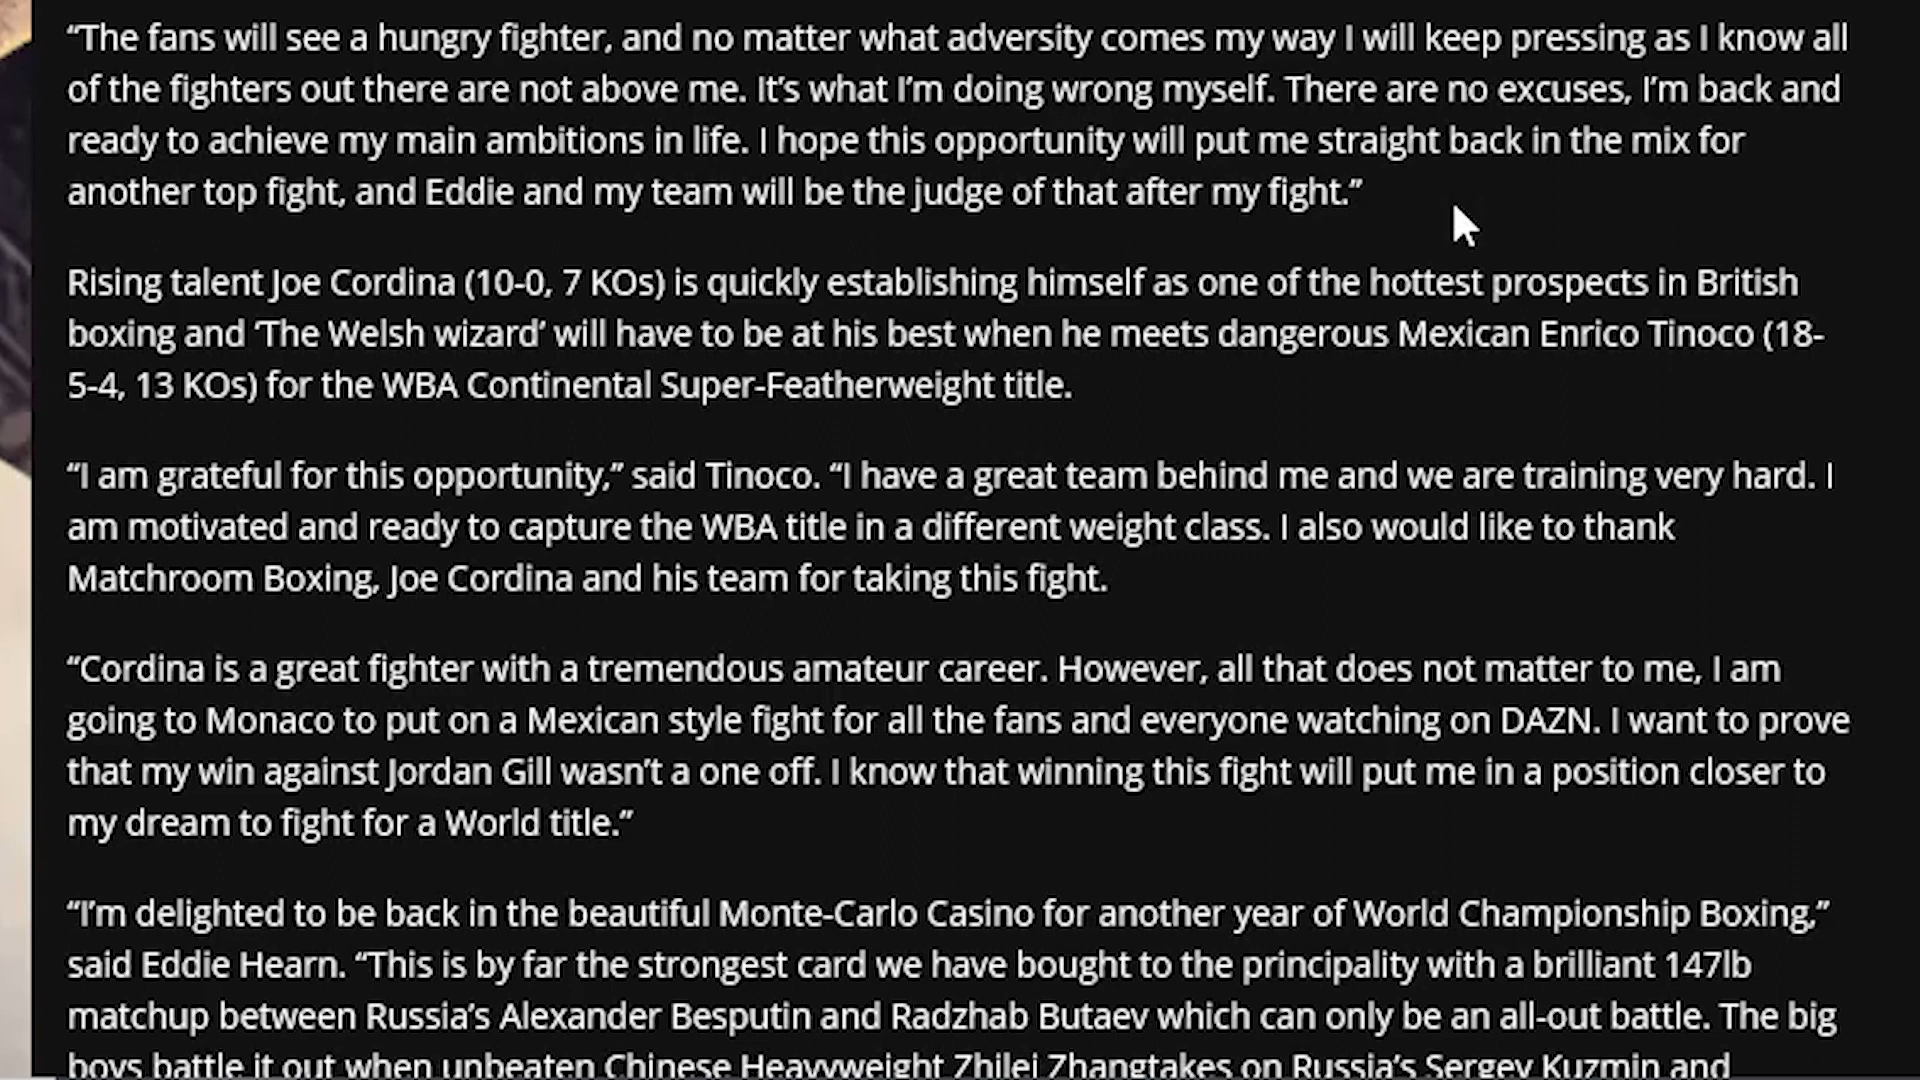 “The fans will see a hungry fighter, and no matter what adversity comes my way I will keep pressing as I know all
of the fighters out there are not above me. It’s what I’m doing wrong myself. There are no excuses, I’m back and
ready to achieve my main ambitions in life. I hope this opportunity will put me straight back in the mix for
another top fight, and Eddie and my team will be the judge of that after my fight.”
Rising talent Joe Cordina (10-0, 7 KOs) is quickly establishing himself as one of the hottest prospects in British
boxing and ‘The Welsh wizard’ will have to be at his best when he meets dangerous Mexican Enrico Tinoco (18-
5-4, 13 KOs) for the WBA Continental Super-Featherweight title.
“I am grateful for this opportunity,” said Tinoco. “I have a great team behind me and we are training very hard. I
am motivated and ready to capture the WBA title in a different weight class. I also would like to thank
Matchroom Boxing, Joe Cordina and his team for taking this fight.
“Cordina is a great fighter with a tremendous amateur career. However, all that does not matter to me, I am
going to Monaco to put on a Mexican style fight for all the fans and everyone watching on DAZN. I want to prove
that my win against Jordan Gill wasn’t a one off. I know that winning this fight will put me in a position closer to
my dream to fight for a World title.”
“I’m delighted to be back in the beautiful Monte-Carlo Casino for another year of World Championship Boxing,”
said Eddie Hearn. “This is by far the strongest card we have bought to the principality with a brilliant 147lb
matchup between Russia’s Alexander Besputin and Radzhab Butaev which can only be an all-out battle. The big
boys battle it out when unbeaten Chinese Heavyweight Zhilei Zhangtakes on Russia’s Sergey Kuzmin and